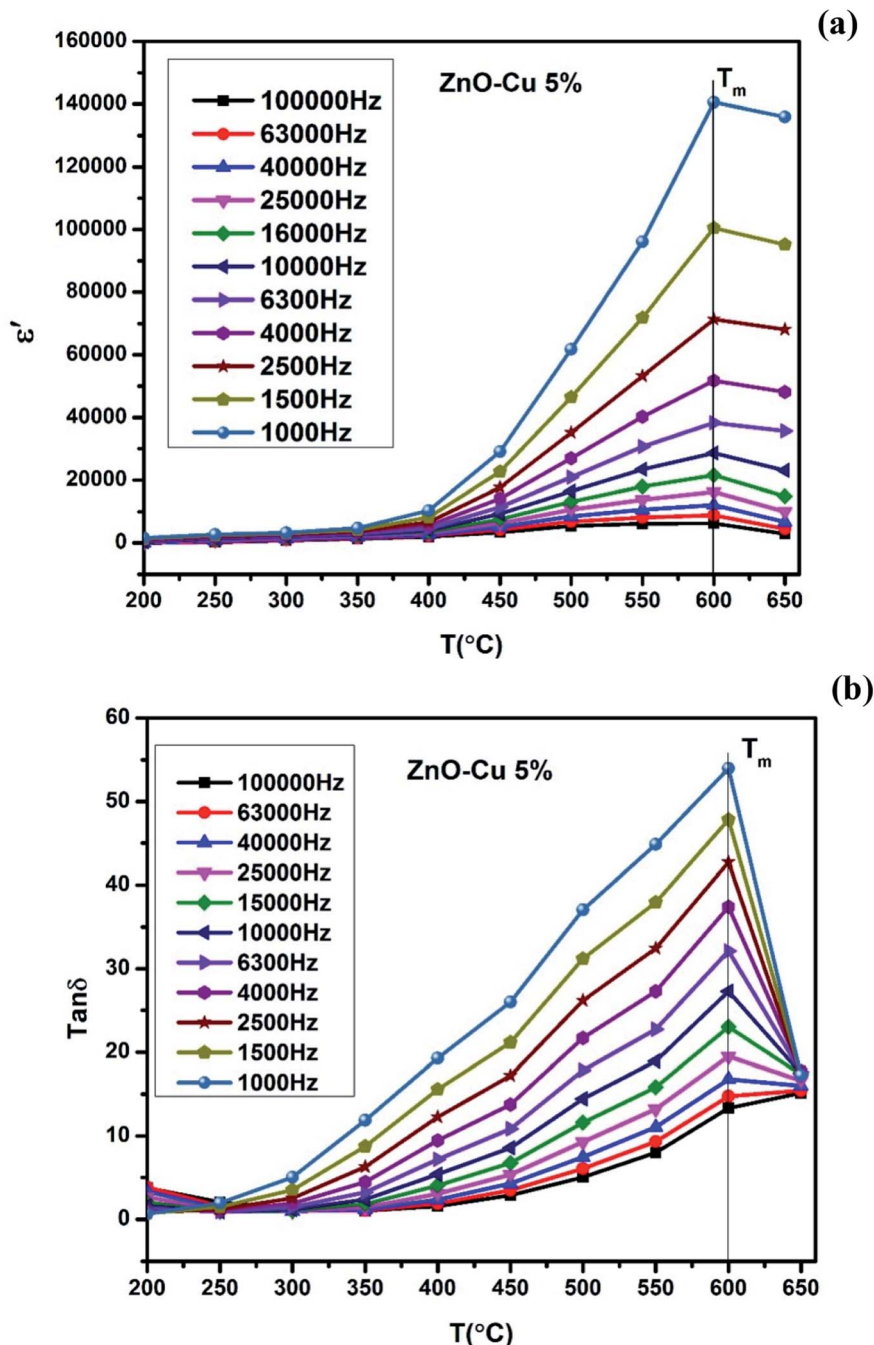 (a)
160000
140000
120000
100000
80000
60000
40000
20000
0
ε′
ZnO-Cu 5%
Tm
100000Hz
63000Hz
40000Hz
25000Hz
16000Hz
10000Hz
6300Hz
4000Hz
2500Hz
1500Hz
1000Hz
200 250 300 350 400 450 500 550 600 650
T(°C)
(b)
60
50
40
30
20
10
0
Tanδ
ZnO-Cu 5%
Tm
100000Hz
63000Hz
40000Hz
25000Hz
15000Hz
10000Hz
6300Hz
4000Hz
2500Hz
1500Hz
1000Hz
200 250 300 350 400 450 500 550 600 650
T(°C)